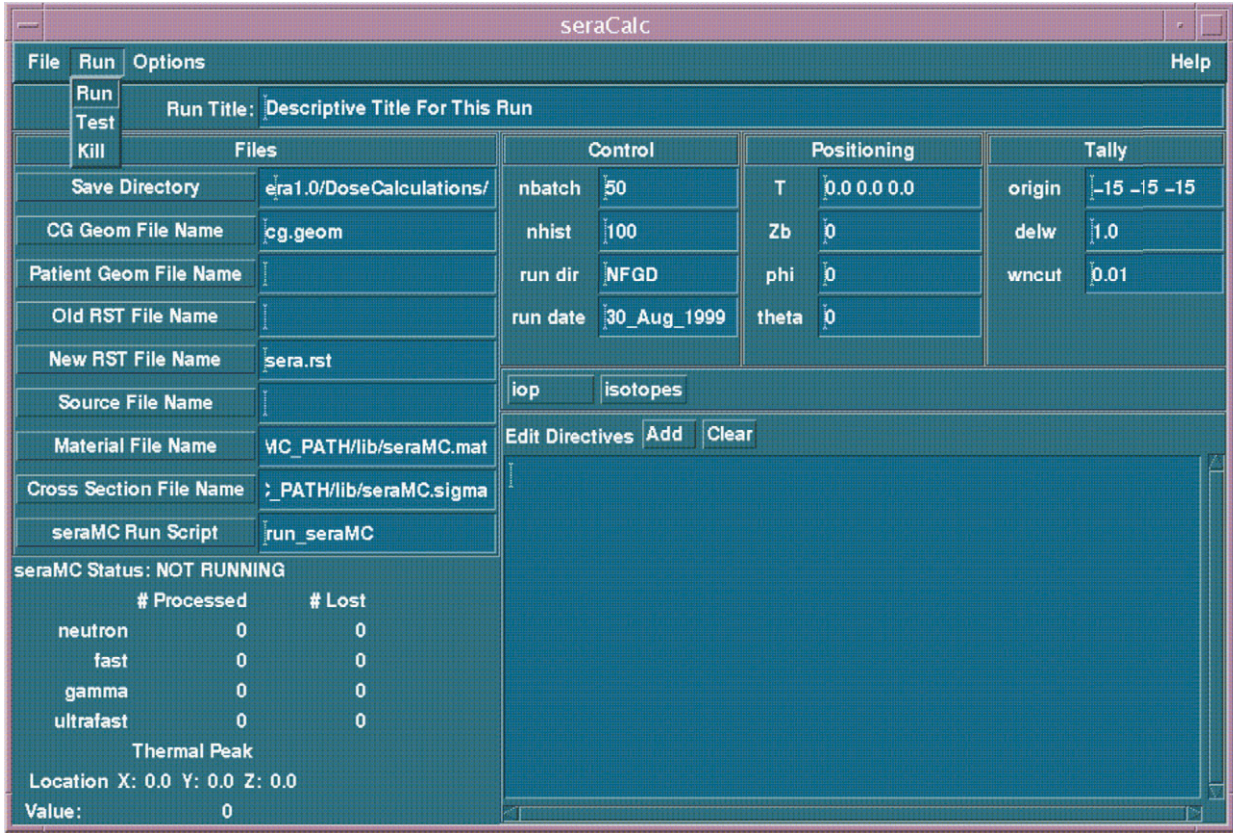 seraCalc
File Run Options Help
Run
Test
Kill
Run Title: Descriptive Title For This Run
Files
Save Directory era1.0/DoseCalculations/
CG Geom File Name cg.geom
Patient Geom File Name
Old RST File Name
New RST File Name sera.rst
Source File Name
Material File Name MC_PATH/lib/seraMC.mat
Cross Section File Name C_PATH/lib/seraMC.sigma
seraMC Run Script run_seraMC
Control
nbatch 50
nhist 100
run dir NFGD
run date 30_Aug_1999
Positioning
T 0.0 0.0 0.0
Zb 0
phi 0
theta 0
Tally
origin -15 -15 -15
delw 1.0
wncut 0.01
iop isotopes
Edit Directives Add Clear
seraMC Status: NOT RUNNING
# Processed # Lost
neutron 0 0
fast 0 0
gamma 0 0
ultrafast 0 0
Thermal Peak
Location X: 0.0 Y: 0.0 Z: 0.0
Value: 0